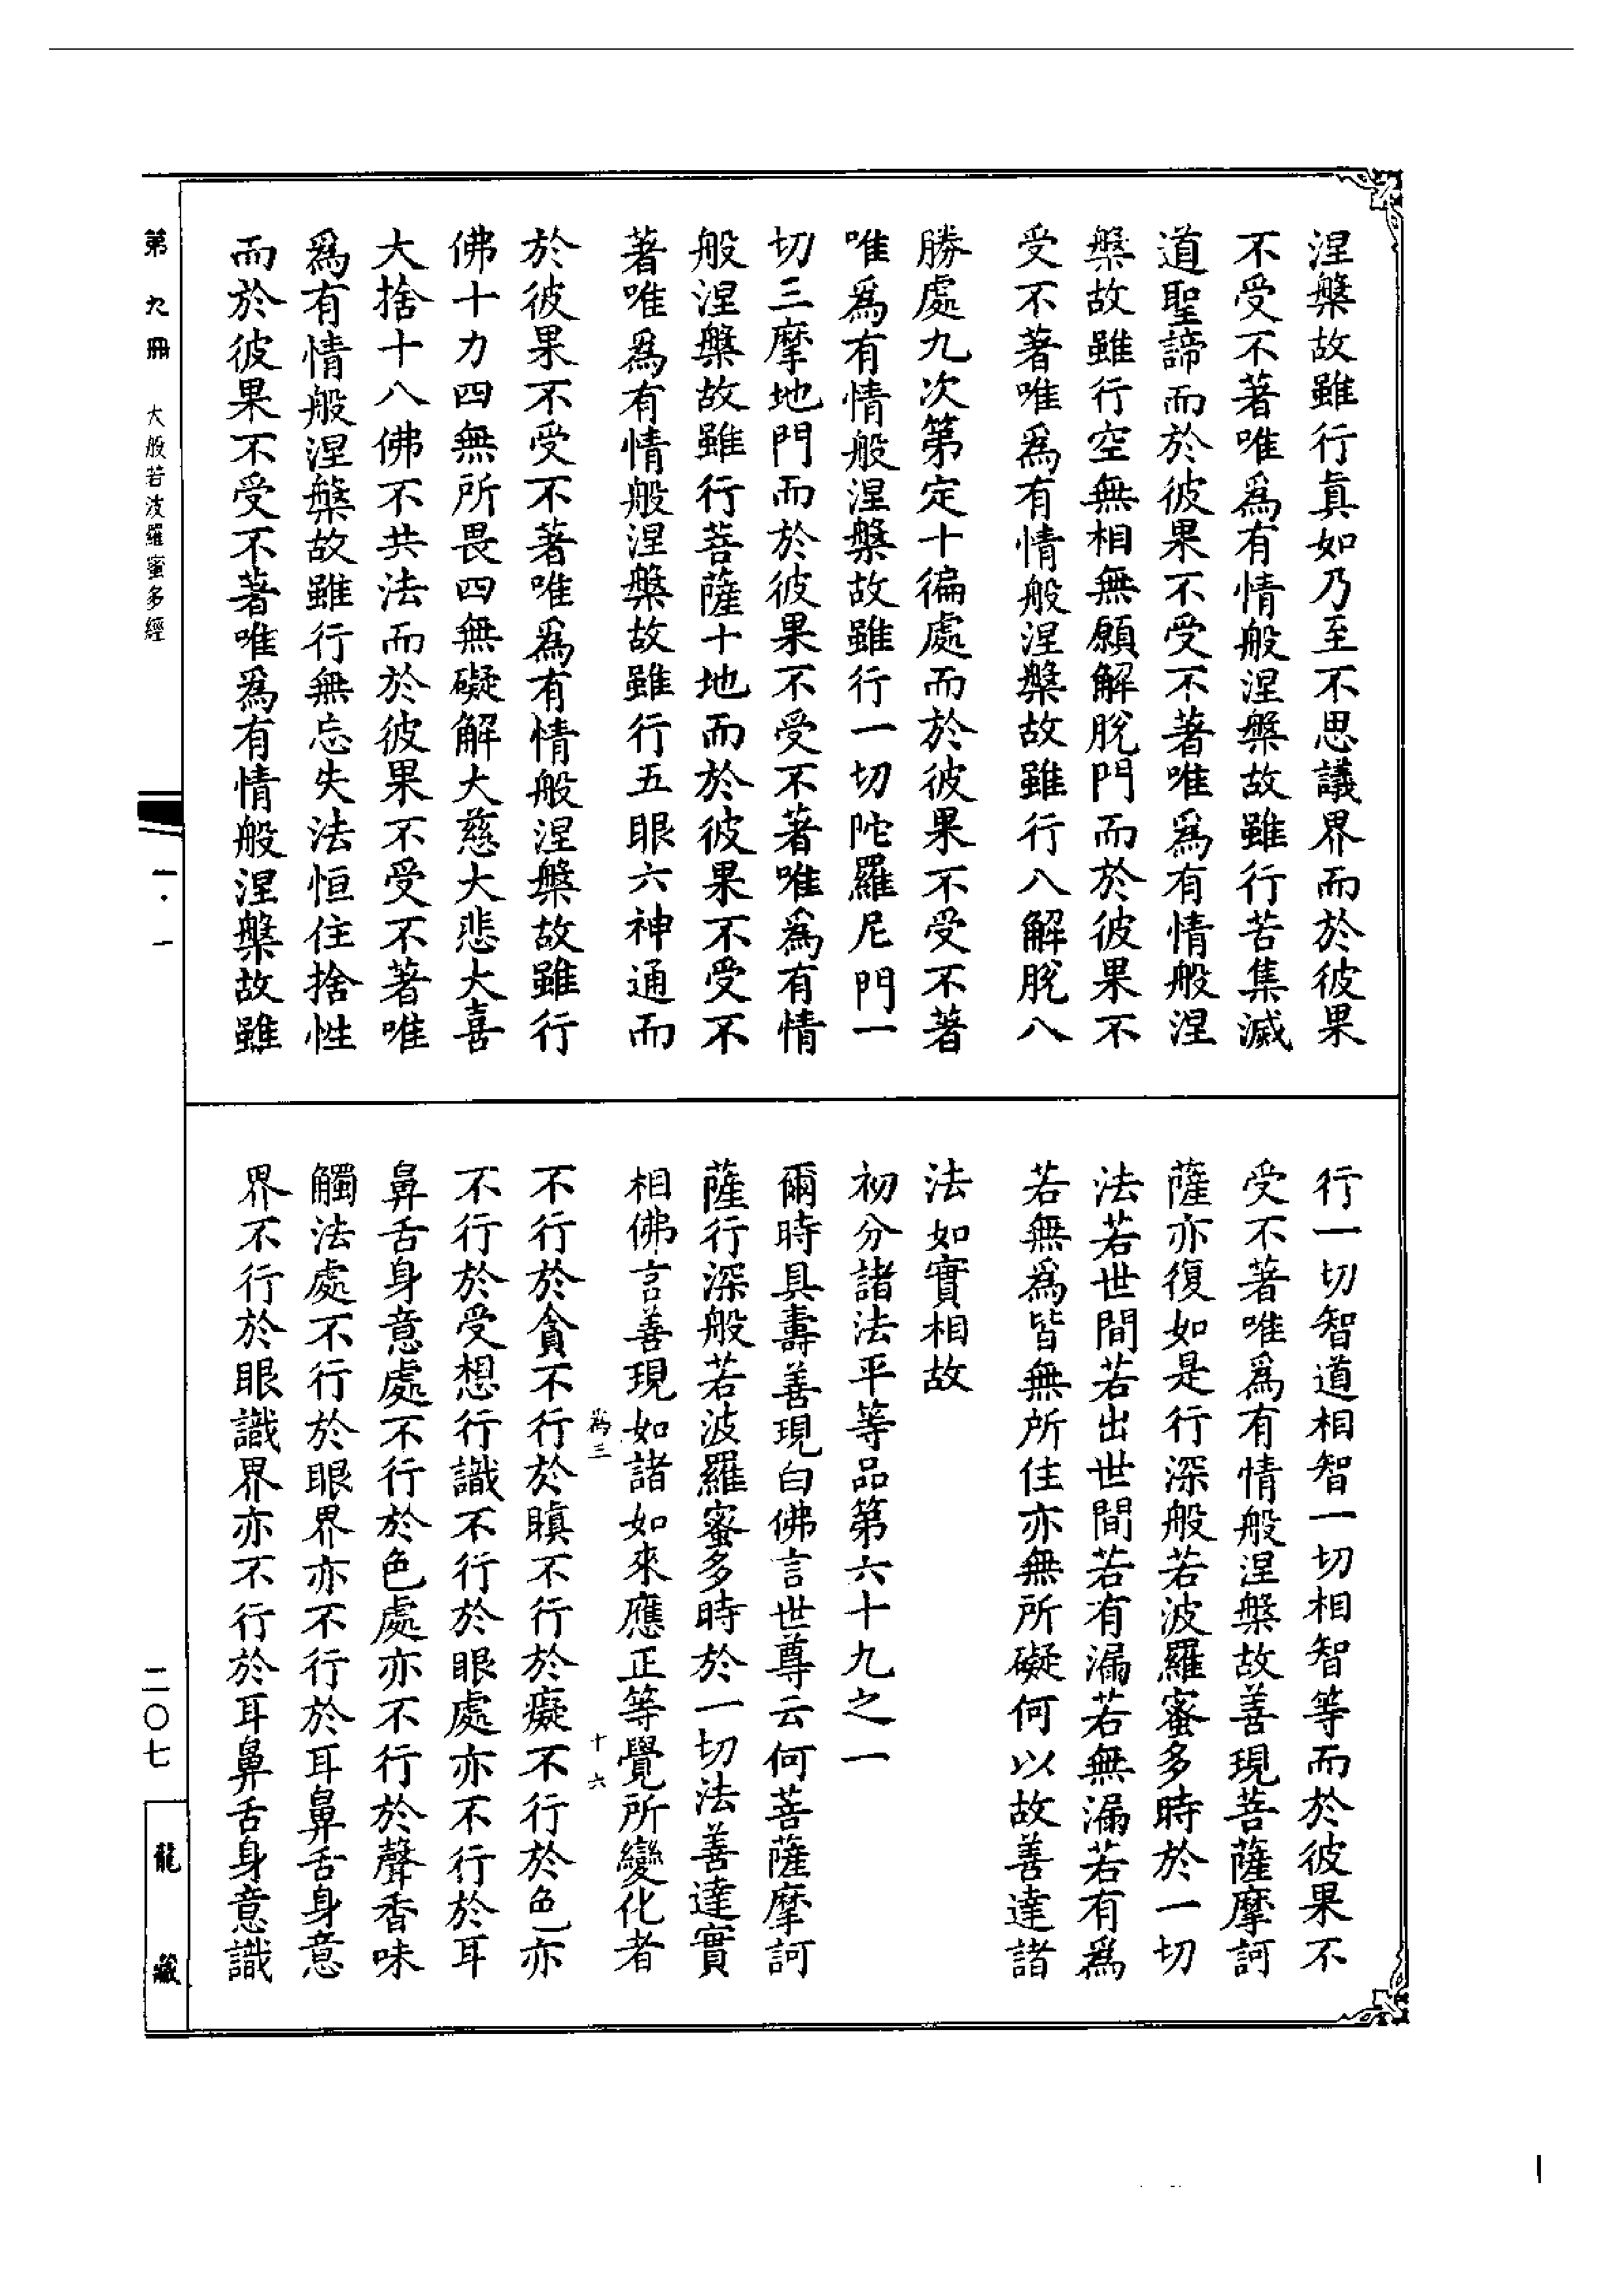 涅槃故雖行真如乃至不思議界而於彼果
不受不著唯爲有情般涅槃故雖行苦集滅
道聖諦而於彼果不受不著唯爲有情般涅
槃故雖行空無相無願解脫門而於彼果不
受不著唯爲有情般涅槃故雖行八解脫八
勝處九次第定十徧處而於彼果不受不著
唯爲有情般涅槃故雖行一切陀羅尼門一
切三摩地門而於彼果不受不著唯爲有情
般涅槃故雖行菩薩十地而於彼果不受不
著唯爲有情般涅槃故雖行五眼六神通而
於彼果不受不著唯爲有情般涅槃故雖行
佛十力四無所畏四無礙解大慈大悲大喜
大捨十八佛不共法而於彼果不受不著唯
爲有情般涅槃故雖行無忘失法恒住捨性
而於彼果不受不著唯爲有情般涅槃故雖
行一切智道相智一切相智等而於彼果不
受不著唯爲有情般涅槃故善現菩薩摩訶
薩亦復如是行深般若波羅蜜多時於一切
法若世間若出世間若有漏若無漏若有爲
若無爲皆無所住亦無所礙何以故善達諸
法如實相故
初分諸法平等品第六十九之一
爾時具壽善現白佛言世尊云何菩薩摩訶
薩行深般若波羅蜜多時於一切法善達實
相佛言善現如諸如來應正等覺所變化者
爲三 十六
不行於貪不行於瞋不行於癡不行於色亦
不行於受想行識不行於眼處亦不行於耳
鼻舌身意處不行於色處亦不行於聲香味
觸法處不行於眼界亦不行於耳鼻舌身意
界不行於眼識界亦不行於耳鼻舌身意識
第九冊 大般若波羅蜜多經
二〇七
龍藏